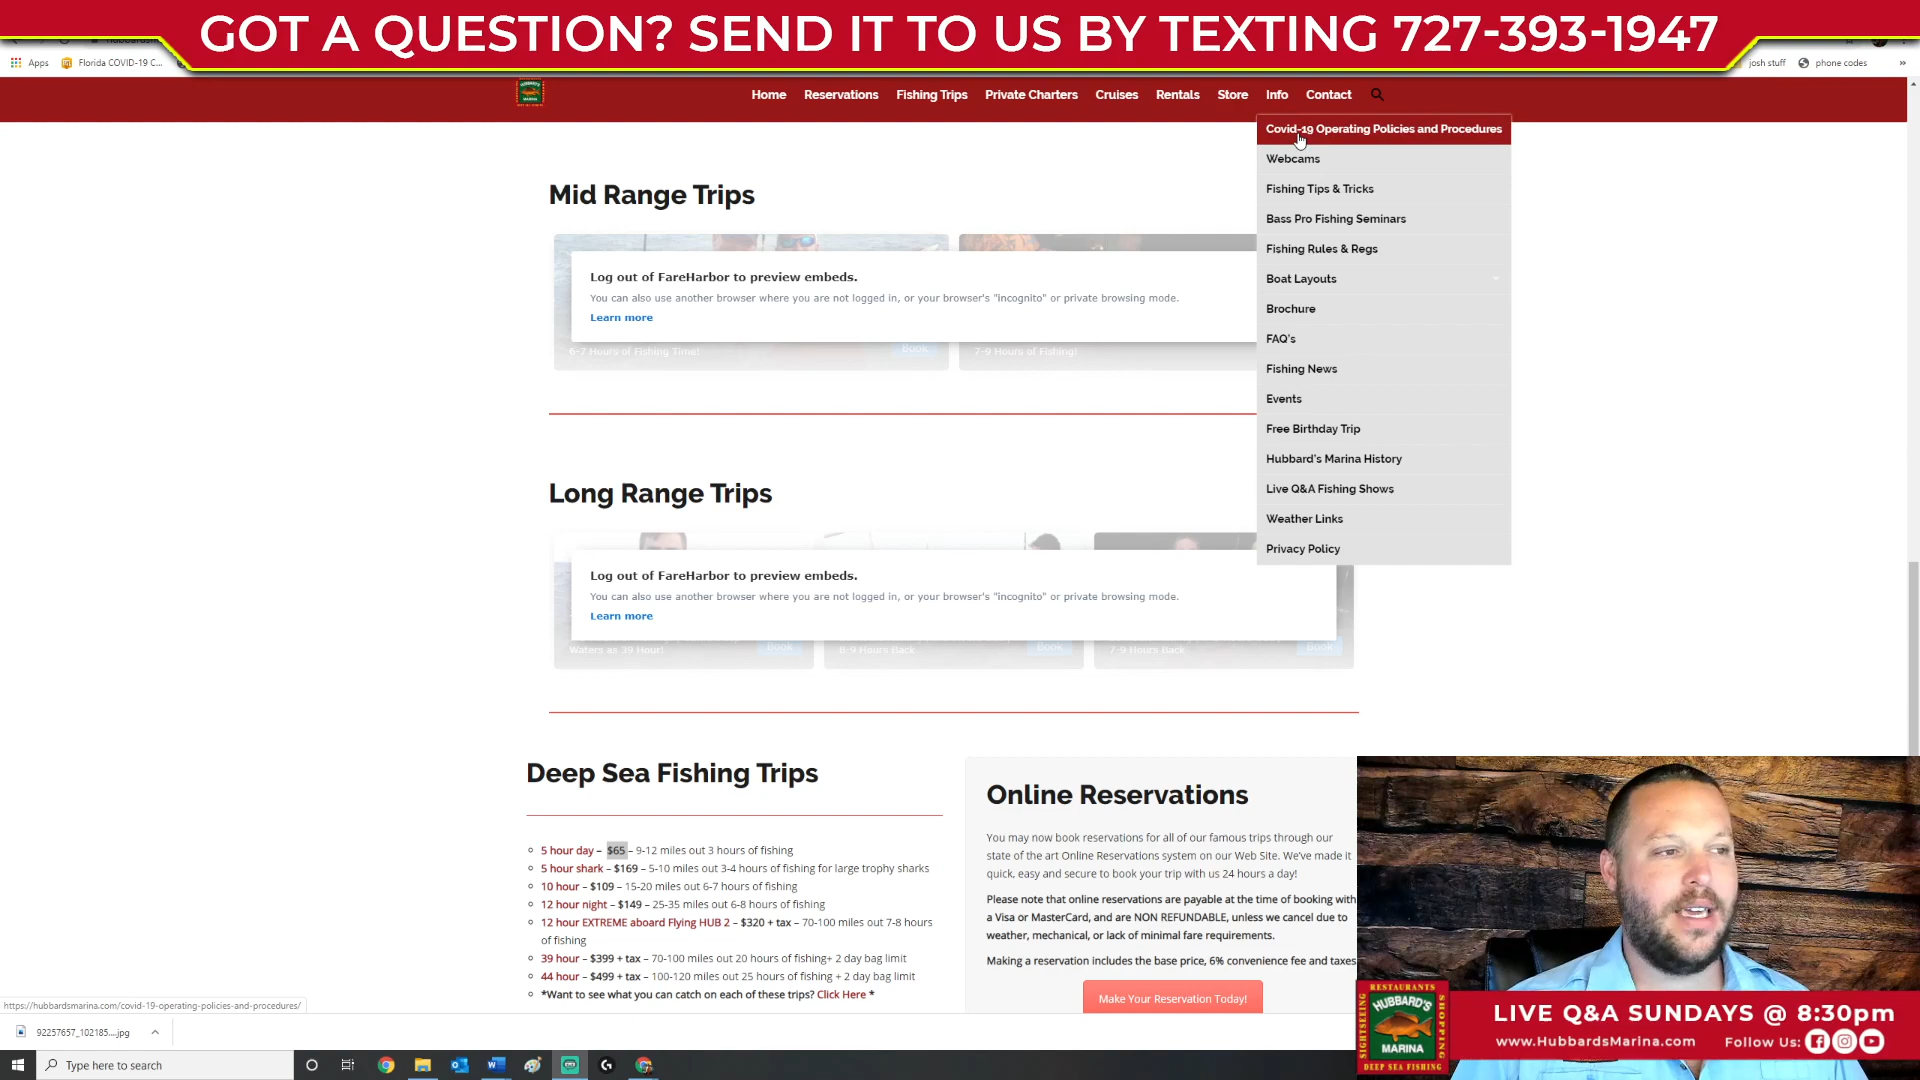 GOT A QUESTION? SEND IT TO US BY TEXTING 727-393-1947
Apps Florida COVID-19 C... josh stuff phone codes »
HUBBARD'S MARINA
Home Reservations Fishing Trips Private Charters Cruises Rentals Store Info Contact
Covid-19 Operating Policies and Procedures
Webcams
Fishing Tips & Tricks
Bass Pro Fishing Seminars
Fishing Rules & Regs
Boat Layouts
Brochure
FAQ's
Fishing News
Events
Free Birthday Trip
Hubbard's Marina History
Live Q&A Fishing Shows
Weather Links
Privacy Policy
Mid Range Trips
Log out of FareHarbor to preview embeds.
You can also use another browser where you are not logged in, or your browser's "incognito" or private browsing mode.
Learn more
6-7 Hours of Fishing Time! Book 7-9 Hours of Fishing!
Long Range Trips
Log out of FareHarbor to preview embeds.
You can also use another browser where you are not logged in, or your browser's "incognito" or private browsing mode.
Learn more
Waters as 39 Hour! Book 8-9 Hours Back Book 7-9 Hours Back Book
Deep Sea Fishing Trips
5 hour day – $65 – 9-12 miles out 3 hours of fishing
5 hour shark – $169 – 5-10 miles out 3-4 hours of fishing for large trophy sharks
10 hour – $109 – 15-20 miles out 6-7 hours of fishing
12 hour night – $149 – 25-35 miles out 6-8 hours of fishing
12 hour EXTREME aboard Flying HUB 2 – $320 + tax – 70-100 miles out 7-8 hours
of fishing
39 hour – $399 + tax – 70-100 miles out 20 hours of fishing+ 2 day bag limit
44 hour – $499 + tax – 100-120 miles out 25 hours of fishing + 2 day bag limit
*Want to see what you can catch on each of these trips? Click Here *
Online Reservations
You may now book reservations for all of our famous trips through our
state of the art Online Reservations system on our Web Site. We've made it
quick, easy and secure to book your trip with us 24 hours a day!
Please note that online reservations are payable at the time of booking with
a Visa or MasterCard, and are NON REFUNDABLE, unless we cancel due to
weather, mechanical, or lack of minimal fare requirements.
Making a reservation includes the base price, 6% convenience fee and taxes
Make Your Reservation Today!
https://hubbardsmarina.com/covid-19-operating-policies-and-procedures/
92257657_102185....jpg
Type here to search
RESTAURANTS
SIGHTSEEING
HUBBARD'S
MARINA
SHOPPING
DEEP SEA FISHING
LIVE Q&A SUNDAYS @ 8:30pm
www.HubbardsMarina.com Follow Us: